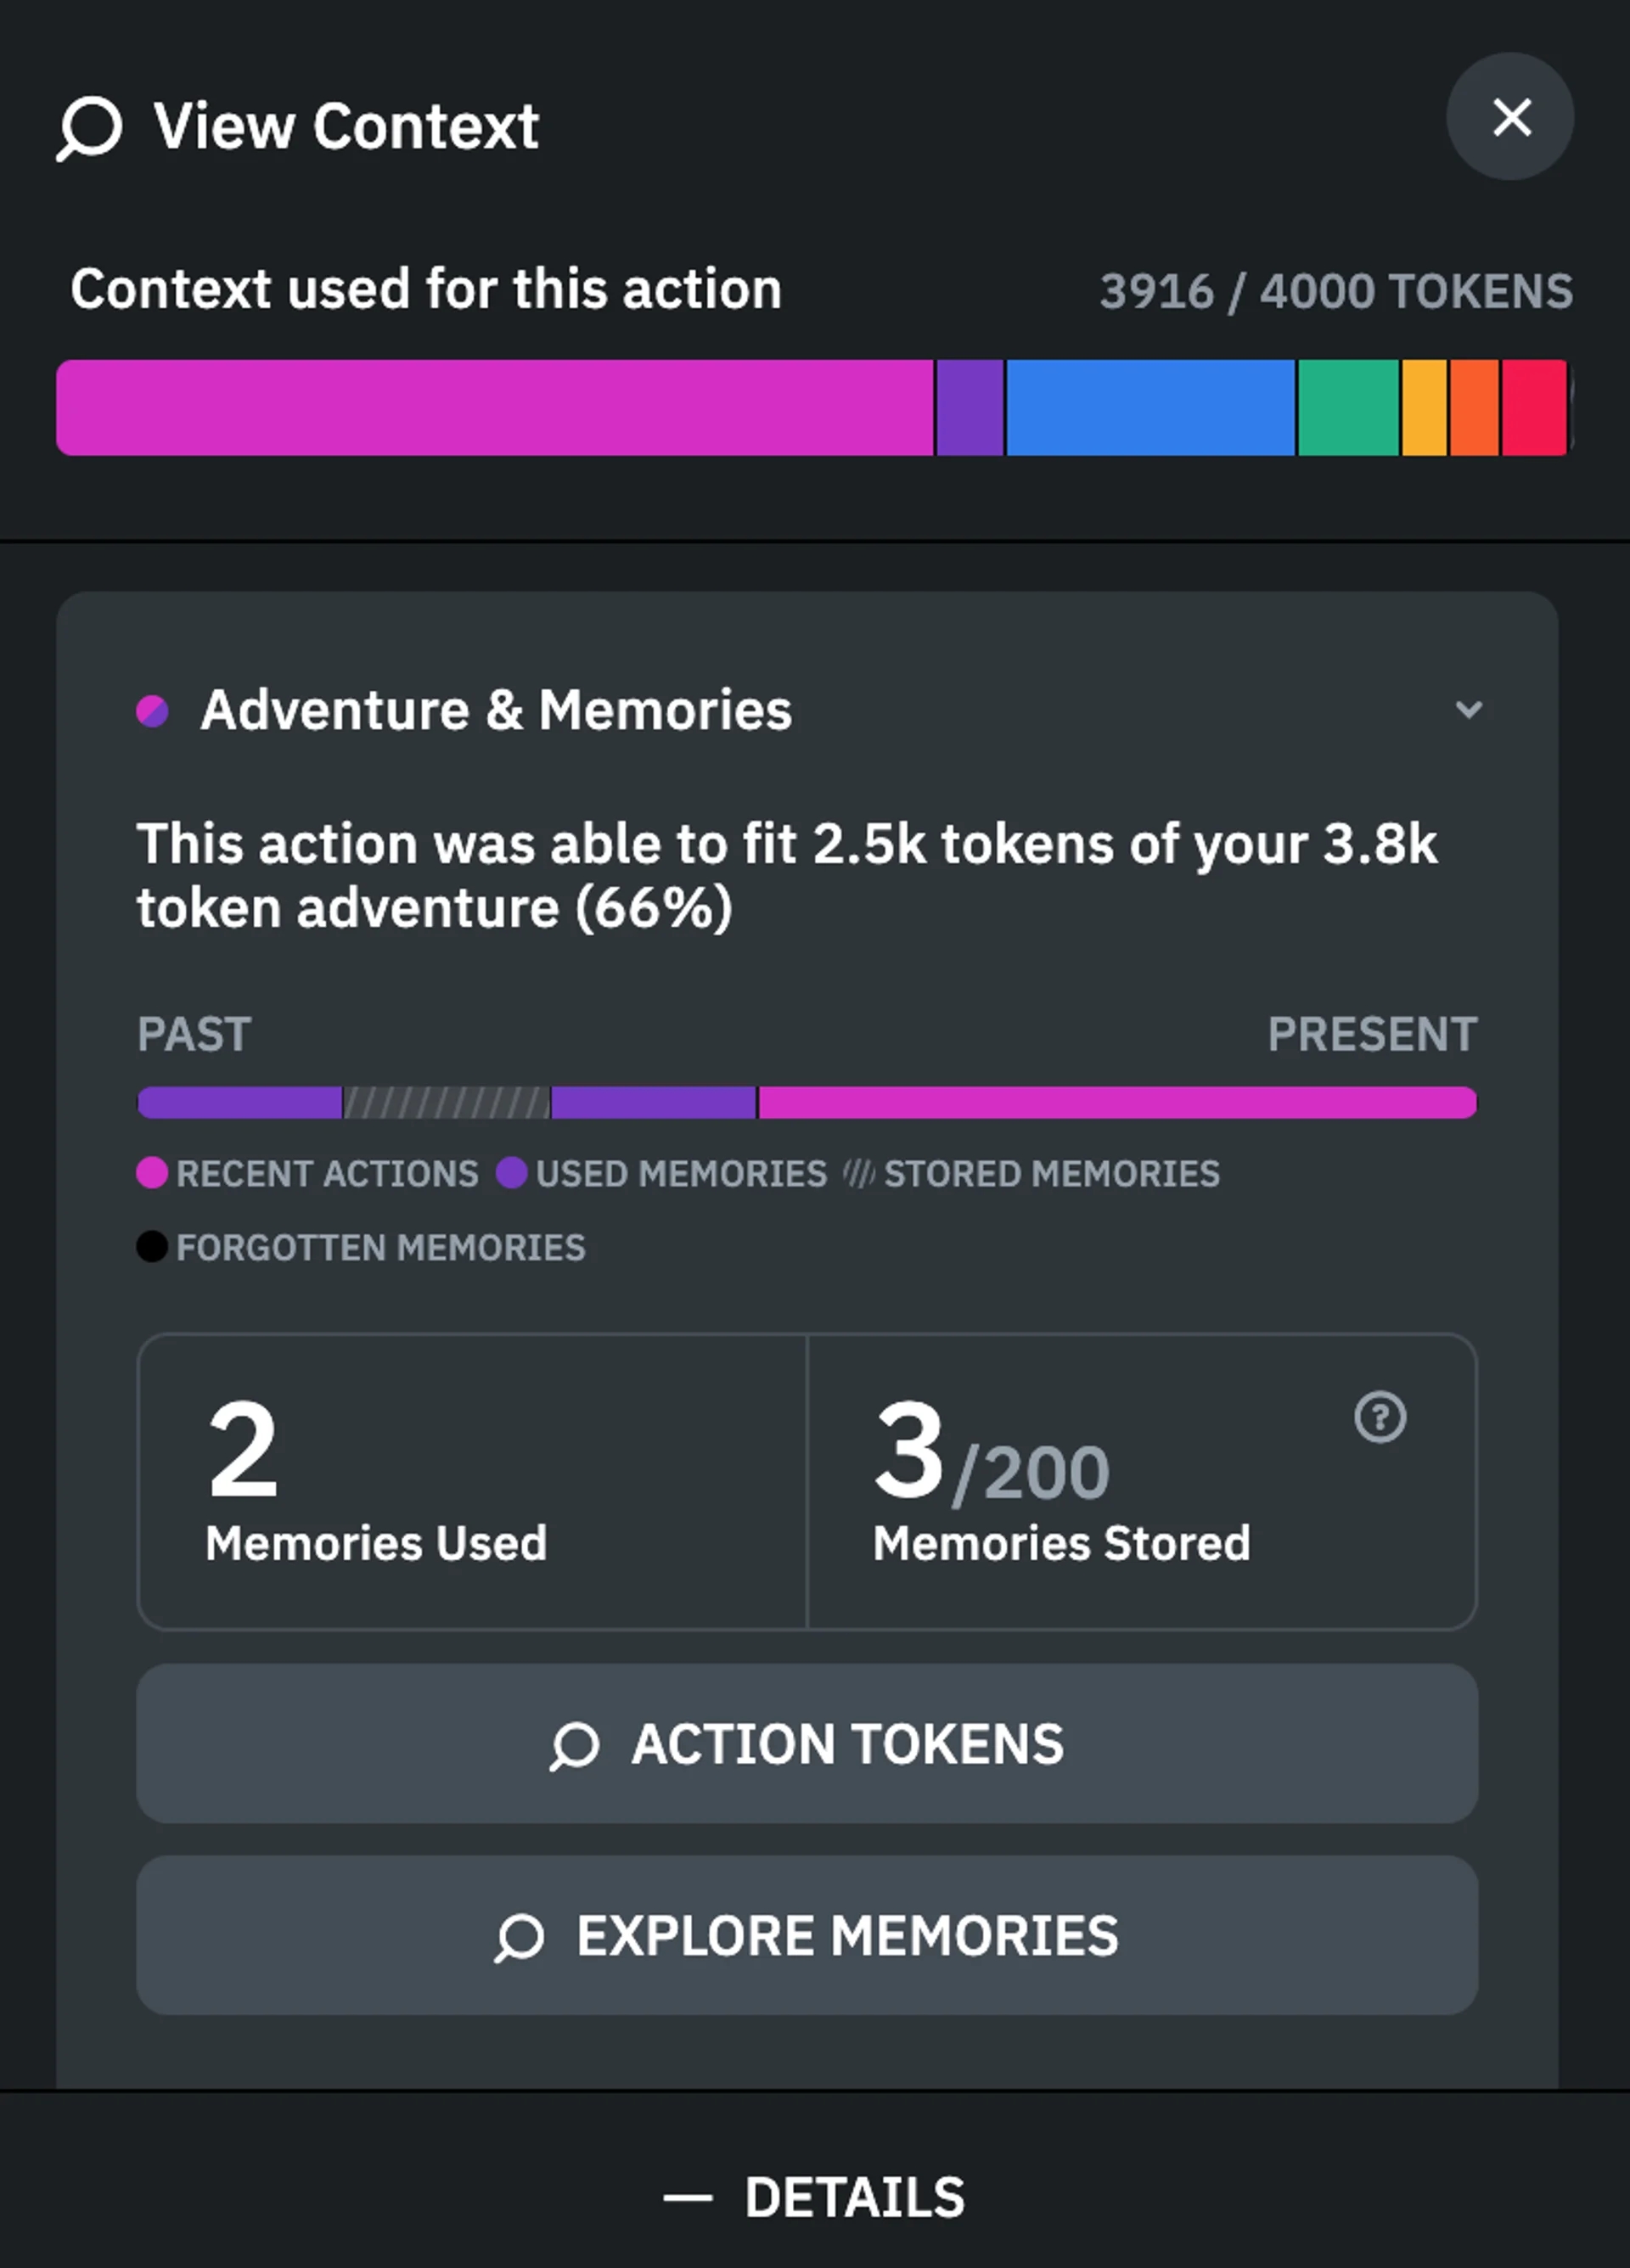 View Context
Context used for this action
3916 / 4000 TOKENS
Adventure & Memories
This action was able to fit 2.5k tokens of your 3.8k
token adventure (66%)
PAST
PRESENT
RECENT ACTIONS USED MEMORIES STORED MEMORIES
FORGOTTEN MEMORIES
2
Memories Used
3/200
?
Memories Stored
ACTION TOKENS
EXPLORE MEMORIES
— DETAILS